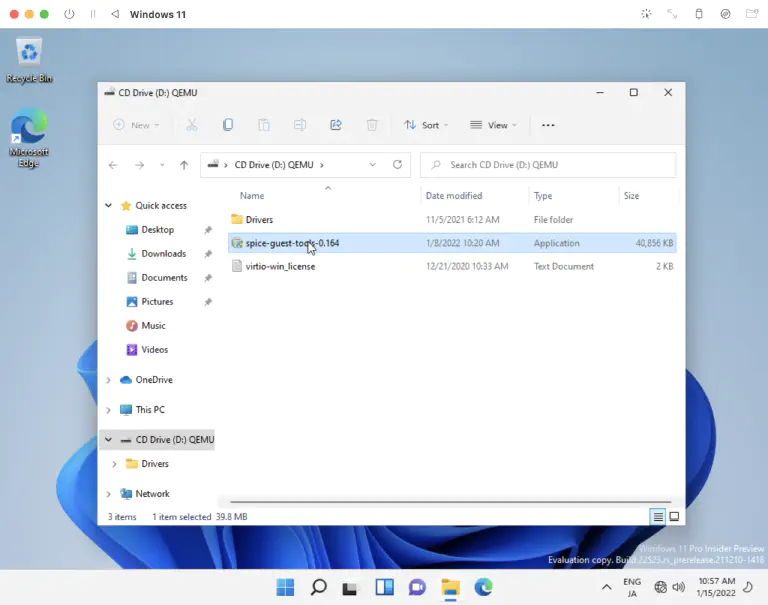 Windows 11
Recycle Bin
Microsoft
Edge
CD Drive (D:) QEMU
New
Sort
View
CD Drive (D:) QEMU
Search CD Drive (D:) QEMU
Name
Date modified
Type
Size
Drivers
11/5/2021 6:12 AM
File folder
spice-guest-tools-0.164
1/8/2022 10:20 AM
Application
40,856 KB
virtio-win_license
12/21/2020 10:33 AM
Text Document
2 KB
Quick access
Desktop
Downloads
Documents
Pictures
Music
Videos
OneDrive
This PC
CD Drive (D:) QEMU
Drivers
Network
3 items
1 item selected 39.8 MB
Windows 11 Pro Insider Preview
Evaluation copy. Build 22523.rs_prerelease.211210-1418
ENG
JA
10:57 AM
1/15/2022